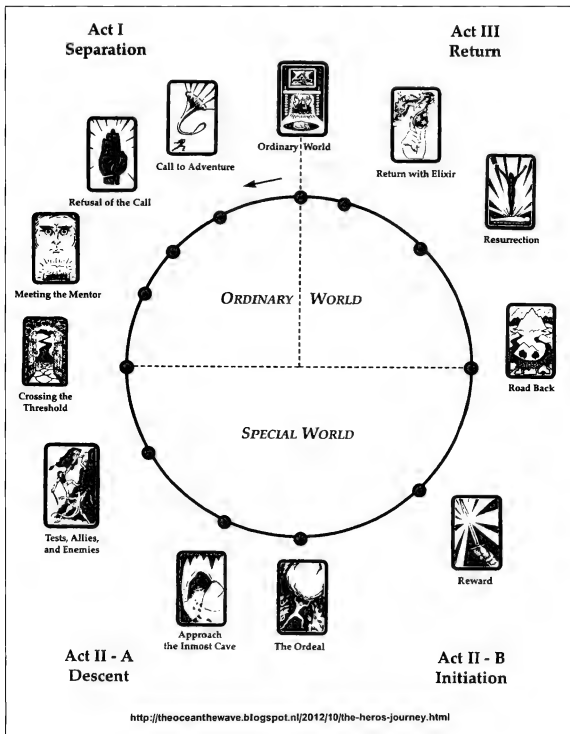 Act I
Separation
Act III
Return
Ordinary World
Call to Adventure
Return with Elixir
Refusal of the Call
Resurrection
Meeting the Mentor
ORDINARY WORLD
Crossing the
Threshold
Road Back
SPECIAL WORLD
Tests, Allies,
and Enemies
Reward
Approach
the Inmost Cave
The Ordeal
Act II - A
Descent
Act II - B
Initiation
http://theoceanthewave.blogspot.nl/2012/10/the-heros-journey.html